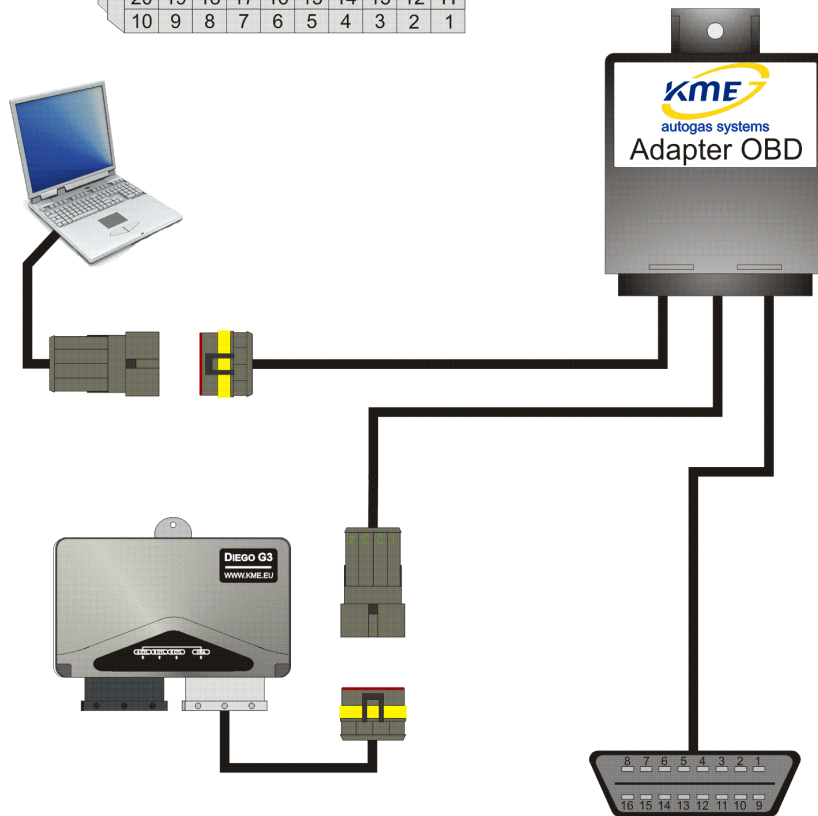 20 19 18 17 16 15 14 13 12 11
10 9 8 7 6 5 4 3 2 1
KME
autogas systems
Adapter OBD
DIEGO G3
WWW.KME.EU
8 7 6 5 4 3 2 1
16 15 14 13 12 11 10 9